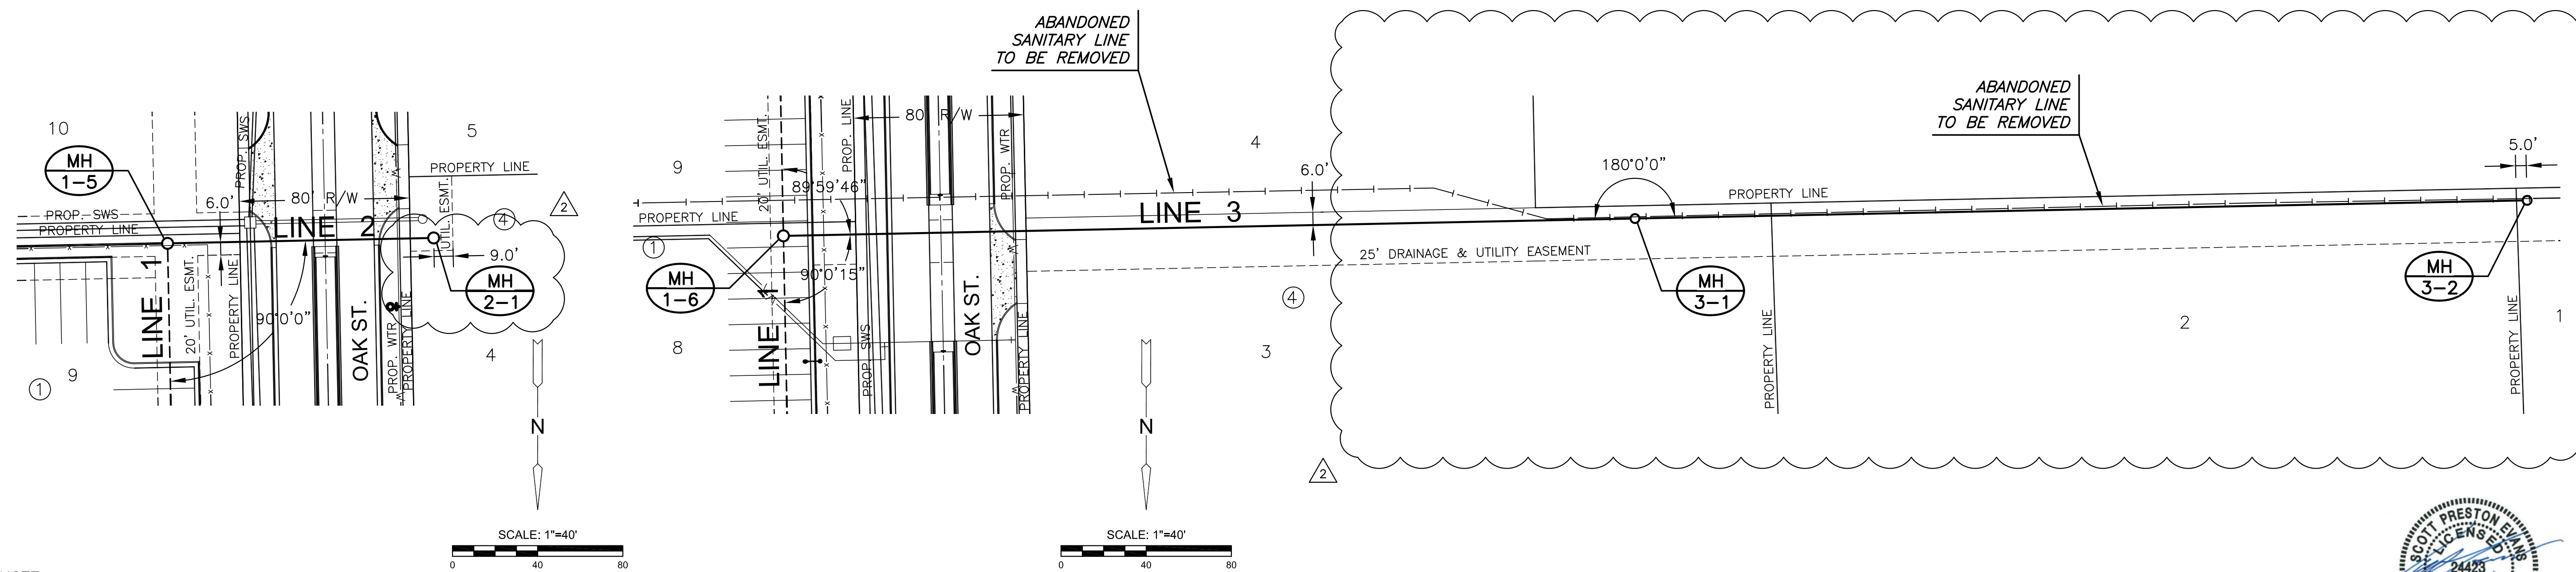 10
MH
1-5
PROP. SWS
PROPERTY LINE
LINE 1
20' UTIL. ESMT.
PROPERTY LINE
6.0'
PROP. SWS
80' R/W
LINE 2
90°0'0"
OAK ST.
PROP. WTR
PROPERTY LINE
5
PROPERTY LINE
UTIL. ESMT.
4
2
9.0'
MH
2-1
4
1
9
N
SCALE: 1"=40'
0 40 80
ABANDONED
SANITARY LINE
TO BE REMOVED
9
20' UTIL. ESMT.
PROP. LINE
80' R/W
PROP. WTR
89°59'46"
PROPERTY LINE
1
MH
1-6
90°0'15"
LINE 1
8
PROP. SWS
OAK ST.
PROPERTY LINE
LINE 3
4
6.0'
25' DRAINAGE & UTILITY EASEMENT
4
3
N
SCALE: 1"=40'
0 40 80
2
180°0'0"
MH
3-1
PROPERTY LINE
ABANDONED
SANITARY LINE
TO BE REMOVED
PROPERTY LINE
2
5.0'
MH
3-2
PROPERTY LINE
1
SCOTT PRESTON EVANS
LICENSED
24423